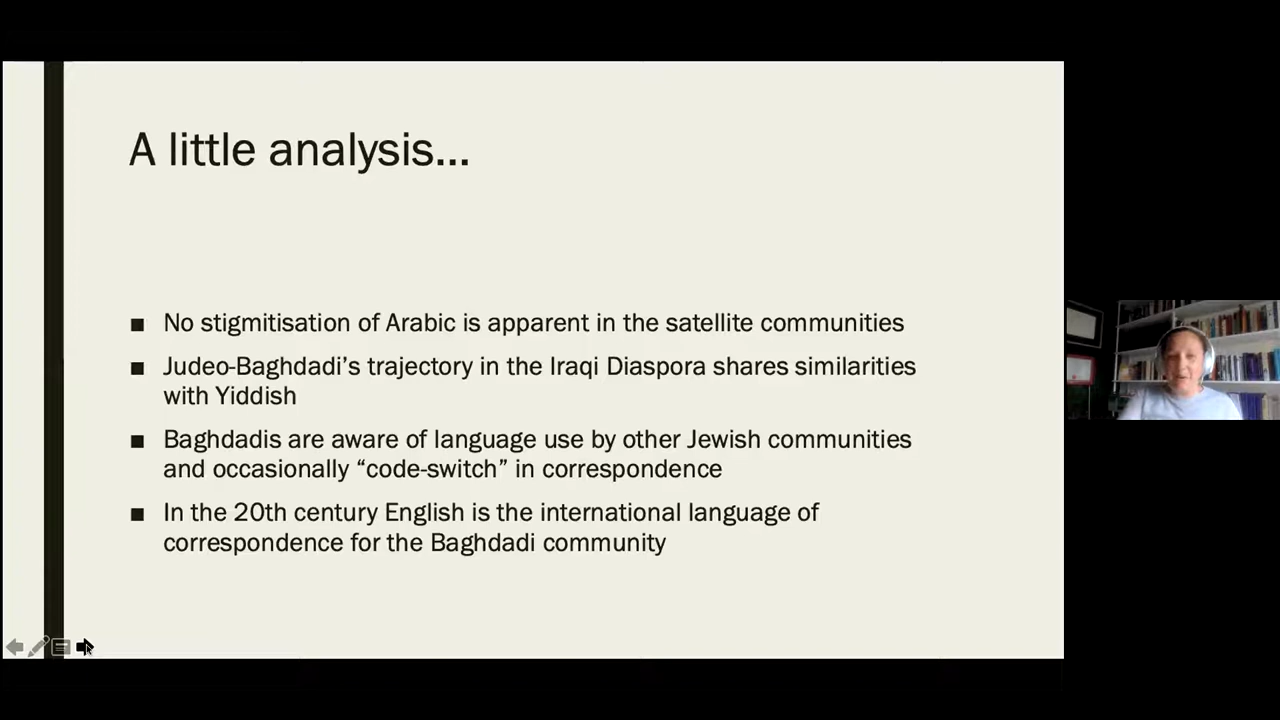 A little analysis...
■ No stigmitisation of Arabic is apparent in the satellite communities
■ Judeo-Baghdadi's trajectory in the Iraqi Diaspora shares similarities
with Yiddish
■ Baghdadis are aware of language use by other Jewish communities
and occasionally “code-switch” in correspondence
■ In the 20th century English is the international language of
correspondence for the Baghdadi community